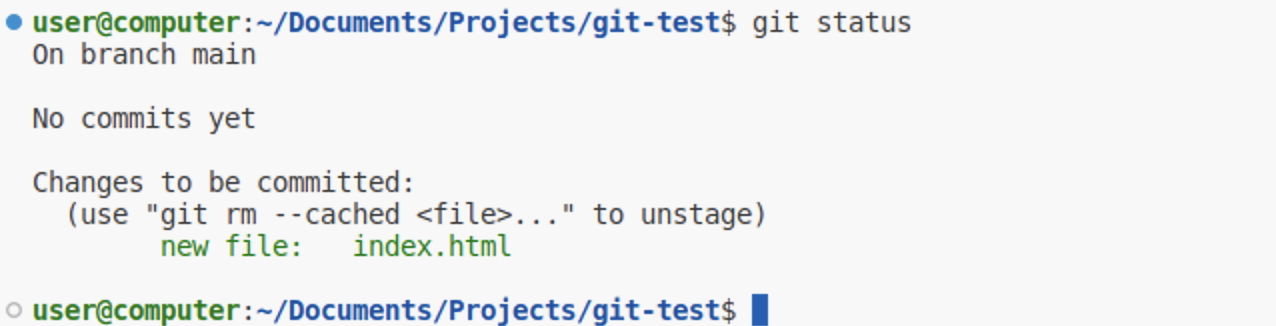 user@computer:~/Documents/Projects/git-test$ git status
On branch main
No commits yet
Changes to be committed:
(use "git rm --cached <file>..." to unstage)
new file:   index.html
user@computer:~/Documents/Projects/git-test$